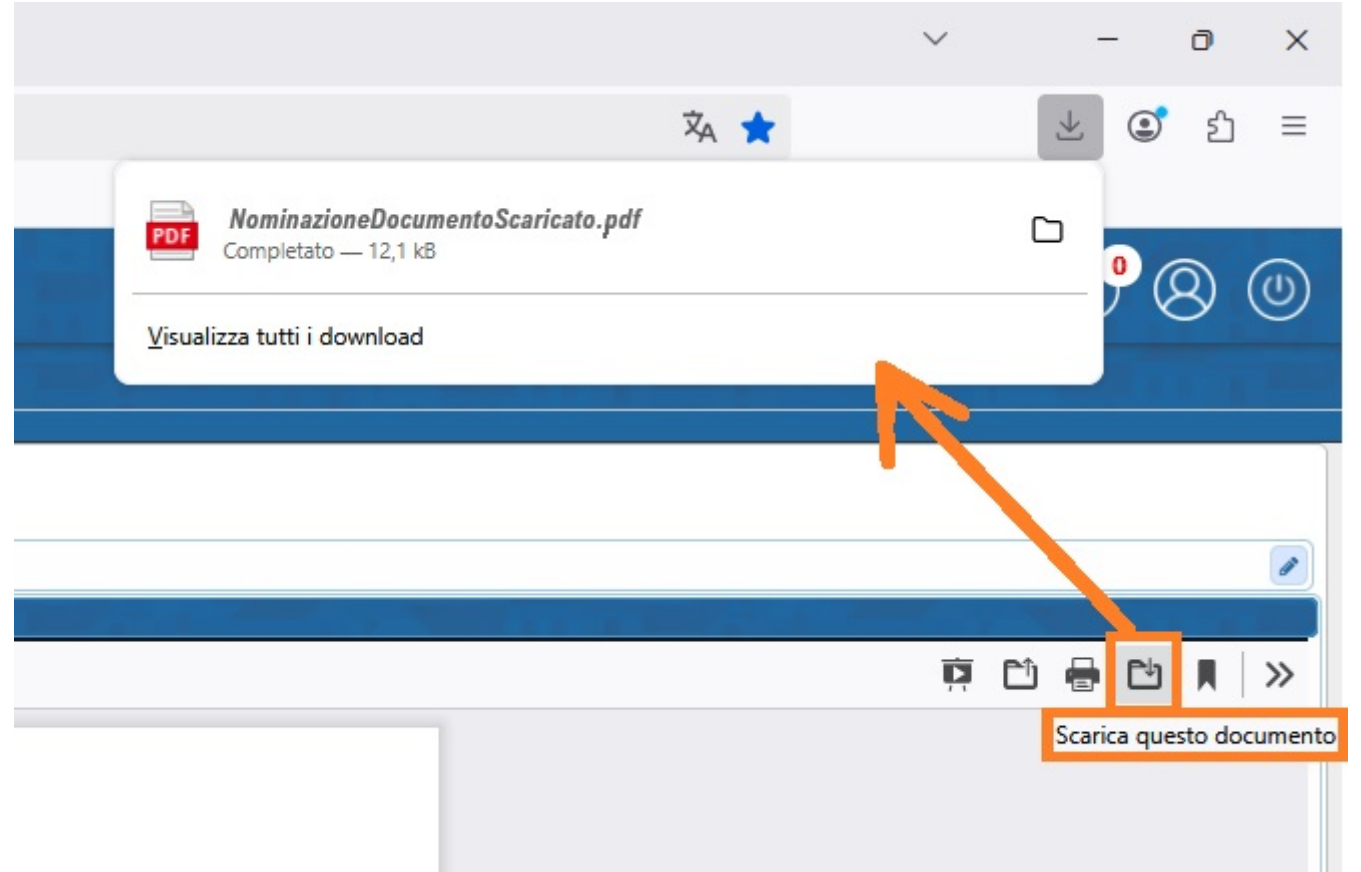 PDF
NominazioneDocumentoScaricato.pdf
Completato — 12,1 kB
0
Visualizza tutti i download
Scarica questo documento